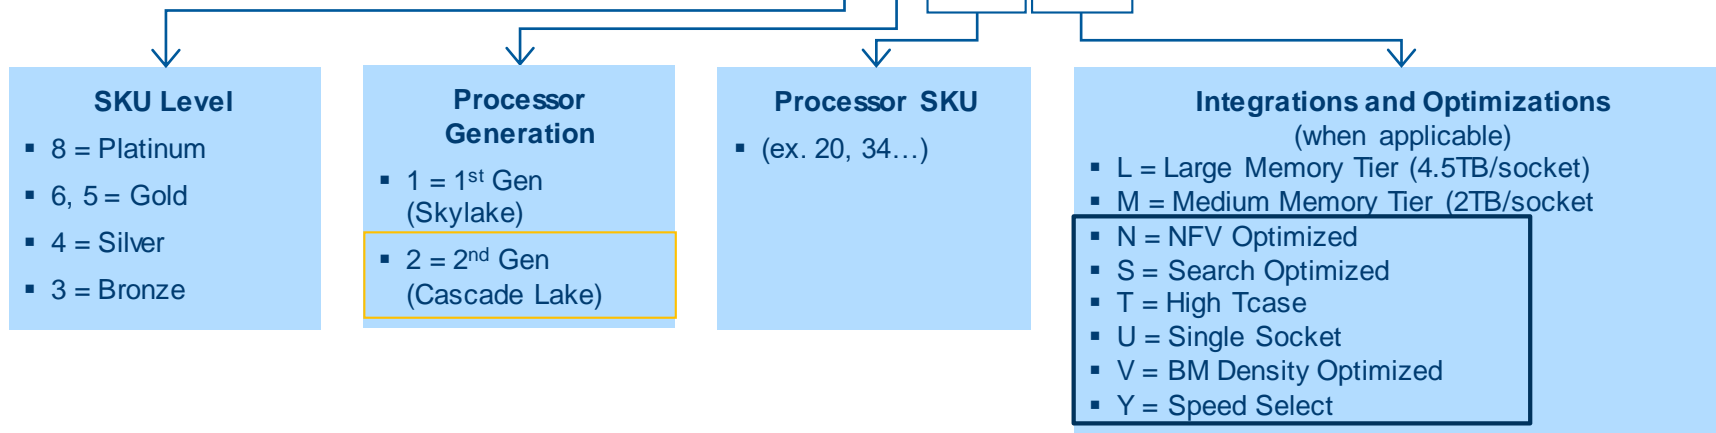 SKU Level
▪ 8 = Platinum
▪ 6, 5 = Gold
▪ 4 = Silver
▪ 3 = Bronze
Processor
Generation
▪ 1 = 1st Gen
(Skylake)
▪ 2 = 2nd Gen
(Cascade Lake)
Processor SKU
▪ (ex. 20, 34…)
Integrations and Optimizations
(when applicable)
▪ L = Large Memory Tier (4.5TB/socket)
▪ M = Medium Memory Tier (2TB/socket
▪ N = NFV Optimized
▪ S = Search Optimized
▪ T = High Tcase
▪ U = Single Socket
▪ V = BM Density Optimized
▪ Y = Speed Select